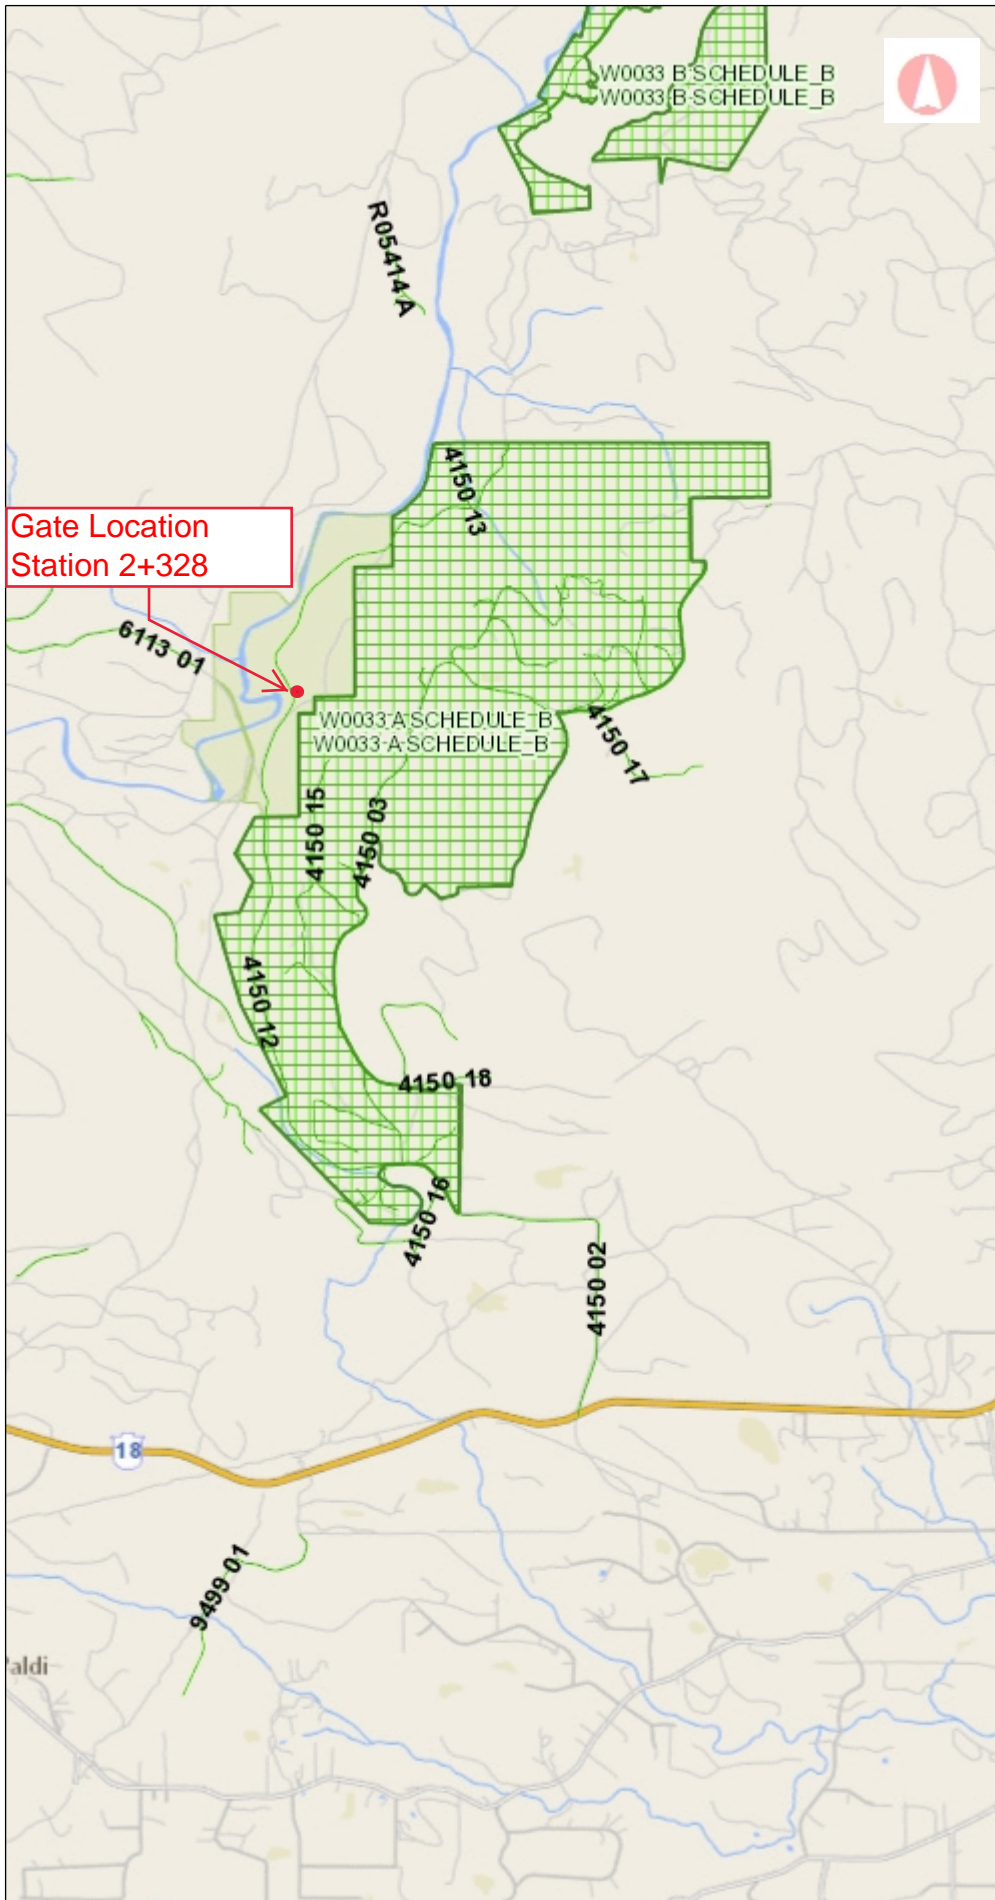 W0033 B SCHEDULE_B
W0033 B SCHEDULE_B
R05414 A
4150 13
Gate Location
Station 2+328
6113 01
W0033 A SCHEDULE_B
W0033 A SCHEDULE_B
4150 17
4150 15
4150 03
4150 12
4150 18
4150 16
4150 02
18
9499 01
aldi